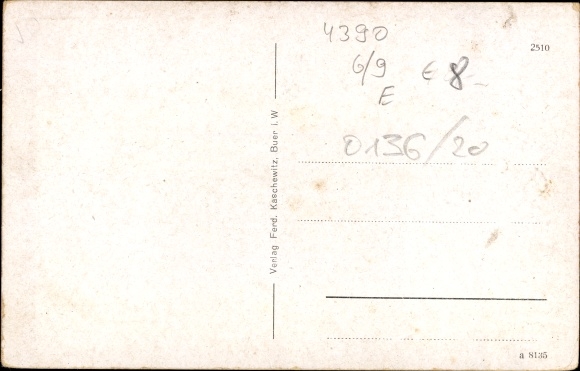 4390
2510
6/9 € 8-
E
0136/20
Verlag Ferd. Kaschewitz, Buer i. W
a 8135